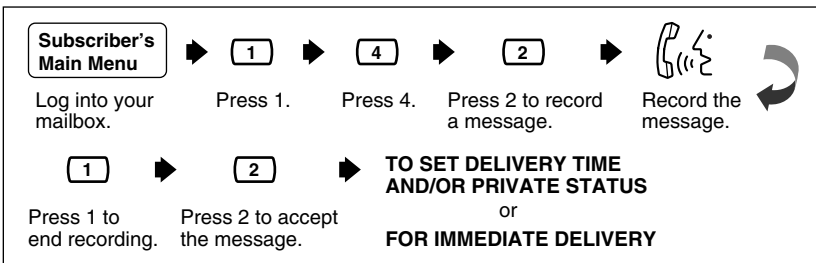 Subscriber's
Main Menu
1
4
2
Log into your
mailbox.
Press 1.
Press 4.
Press 2 to record
a message.
Record the
message.
1
2
TO SET DELIVERY TIME
AND/OR PRIVATE STATUS
or
FOR IMMEDIATE DELIVERY
Press 1 to
end recording.
Press 2 to accept
the message.